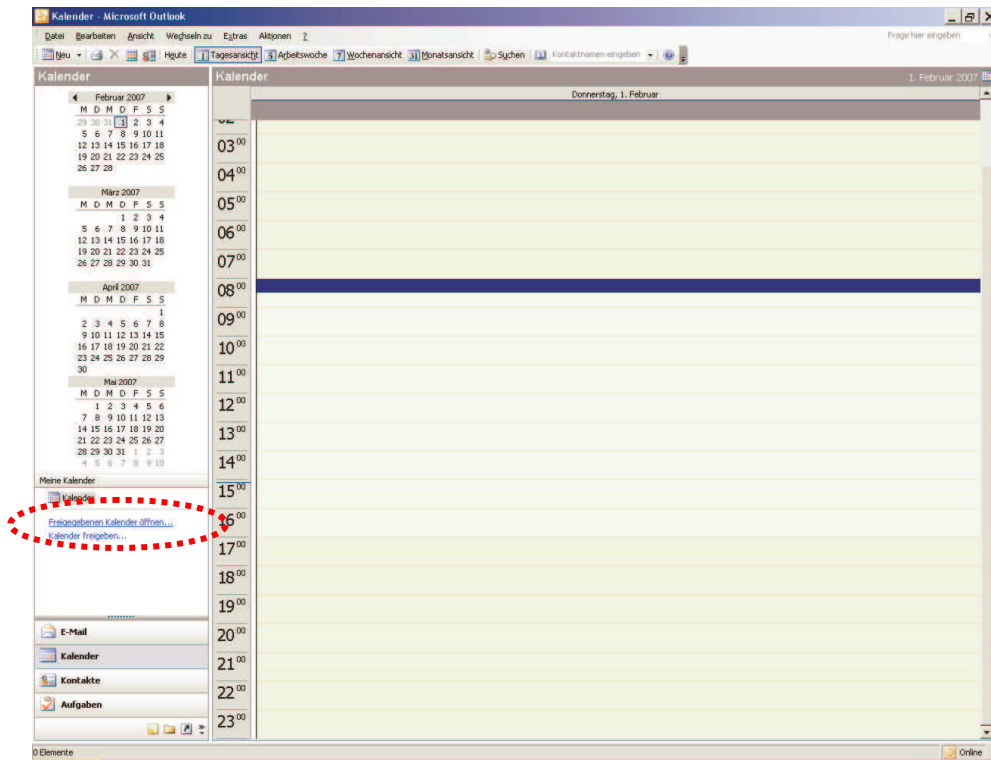 Kalender - Microsoft Outlook
Datei Bearbeiten Ansicht Wechseln zu Extras Aktionen ?
Frage hier eingeben
Neu Heute 1 Tagesansicht 5 Arbeitswoche 7 Wochenansicht 31 Monatsansicht Suchen Kontaktnamen eingeben
Kalender
Kalender 1. Februar 2007
Donnerstag, 1. Februar
Februar 2007
M D M D F S S
29 30 31 1 2 3 4
5 6 7 8 9 10 11
12 13 14 15 16 17 18
19 20 21 22 23 24 25
26 27 28
März 2007
M D M D F S S
1 2 3 4
5 6 7 8 9 10 11
12 13 14 15 16 17 18
19 20 21 22 23 24 25
26 27 28 29 30 31
April 2007
M D M D F S S
1
2 3 4 5 6 7 8
9 10 11 12 13 14 15
16 17 18 19 20 21 22
23 24 25 26 27 28 29
30
Mai 2007
M D M D F S S
1 2 3 4 5 6
7 8 9 10 11 12 13
14 15 16 17 18 19 20
21 22 23 24 25 26 27
28 29 30 31 1 2 3
4 5 6 7 8 9 10
Meine Kalender
Kalender
Freigegebenen Kalender öffnen...
Kalender freigeben...
E-Mail
Kalender
Kontakte
Aufgaben
03 00
04 00
05 00
06 00
07 00
08 00
09 00
10 00
11 00
12 00
13 00
14 00
15 00
16 00
17 00
18 00
19 00
20 00
21 00
22 00
23 00
0 Elemente
Online